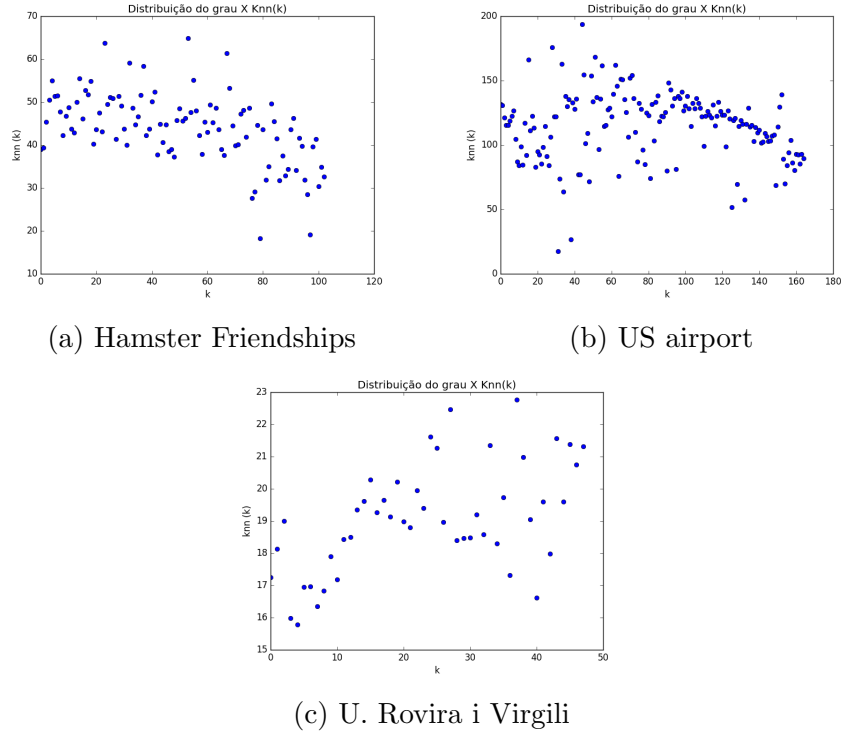 Distribuição do grau X Knn(k)
70
60
50
40
30
20
10
knn (k)
0 20 40 60 80 100 120
k
(a) Hamster Friendships
Distribuição do grau X Knn(k)
200
150
100
50
0
knn (k)
0 20 40 60 80 100 120 140 160 180
k
(b) US airport
Distribuição do grau X Knn(k)
23
22
21
20
19
18
17
16
15
knn (k)
0 10 20 30 40 50
k
(c) U. Rovira i Virgili